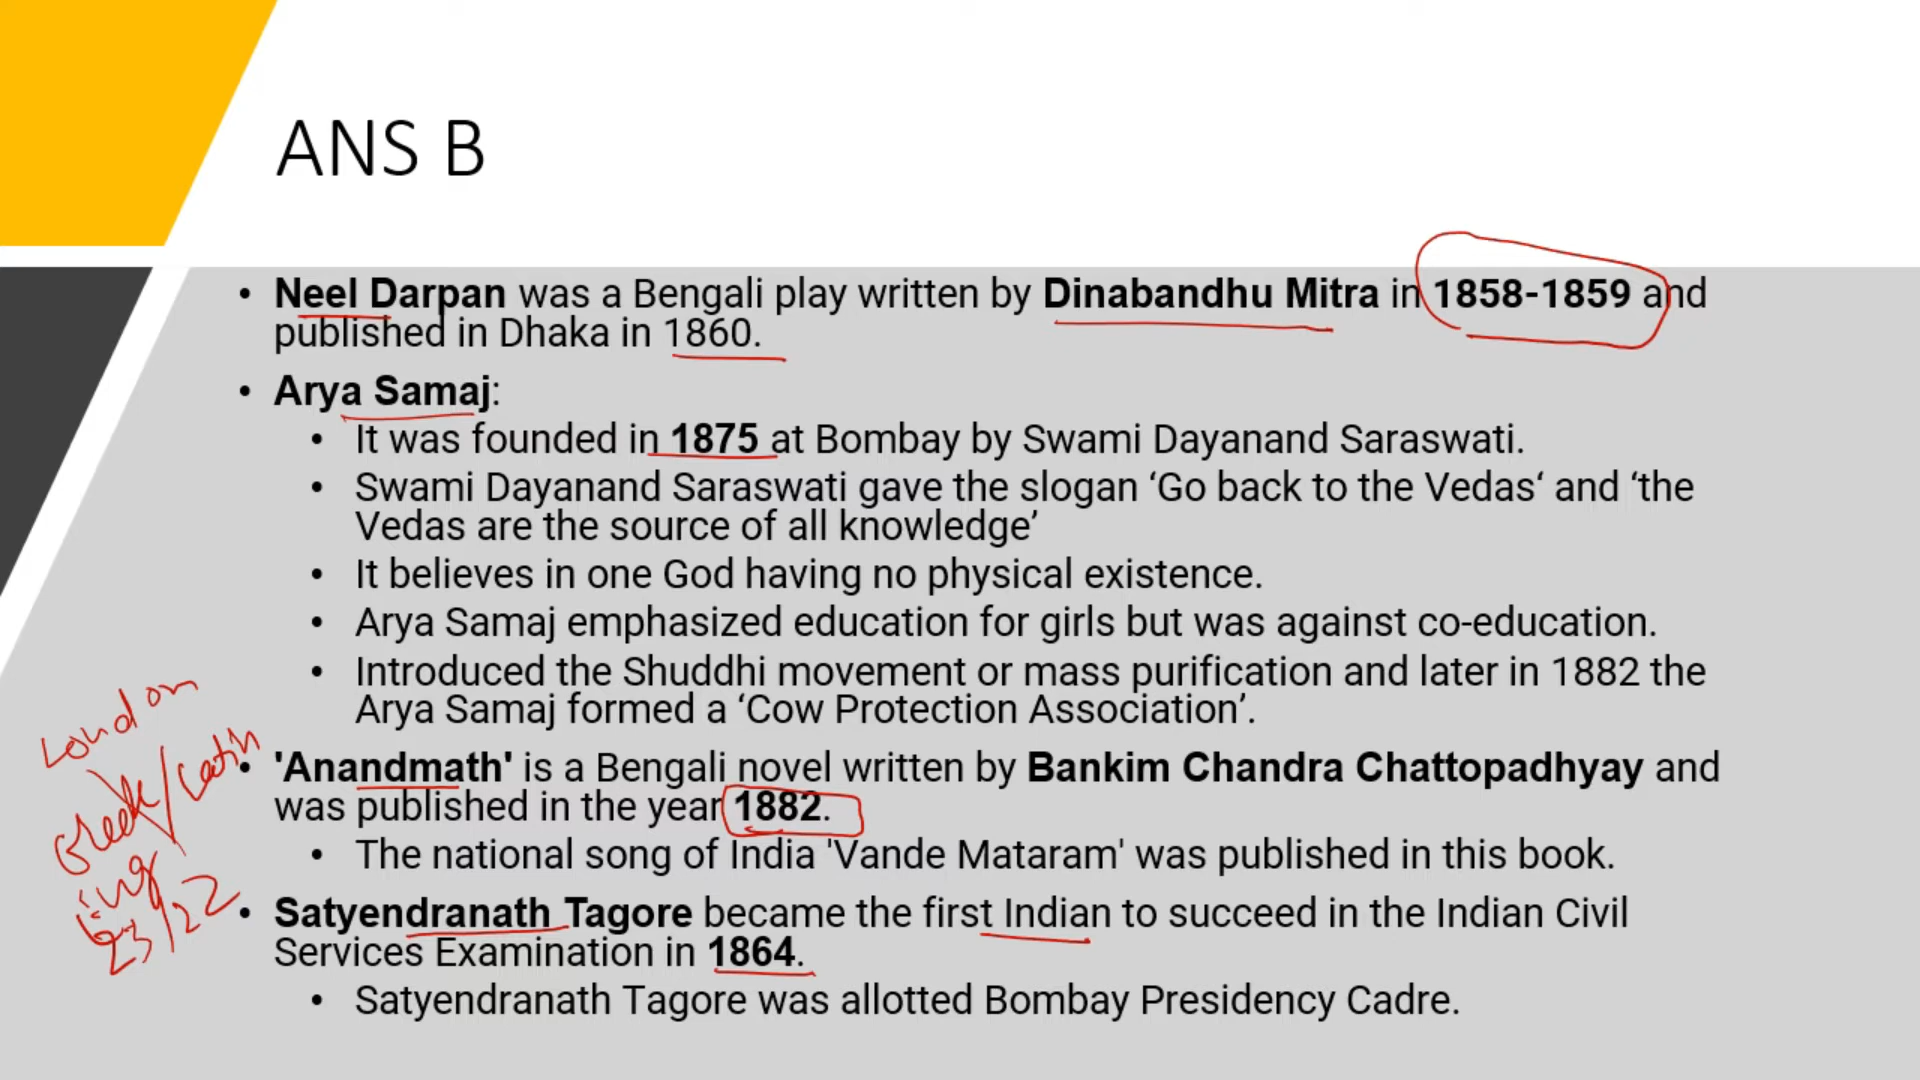 ANS B
• Neel Darpan was a Bengali play written by Dinabandhu Mitra in 1858-1859 and
published in Dhaka in 1860.
• Arya Samaj:
• It was founded in 1875 at Bombay by Swami Dayanand Saraswati.
• Swami Dayanand Saraswati gave the slogan ‘Go back to the Vedas‘ and ‘the
Vedas are the source of all knowledge’
• It believes in one God having no physical existence.
• Arya Samaj emphasized education for girls but was against co-education.
• Introduced the Shuddhi movement or mass purification and later in 1882 the
Arya Samaj formed a ‘Cow Protection Association’.
• 'Anandmath' is a Bengali novel written by Bankim Chandra Chattopadhyay and
was published in the year 1882.
• The national song of India 'Vande Mataram' was published in this book.
• Satyendranath Tagore became the first Indian to succeed in the Indian Civil
Services Examination in 1864.
• Satyendranath Tagore was allotted Bombay Presidency Cadre.
London
Greek/Latin
23/22